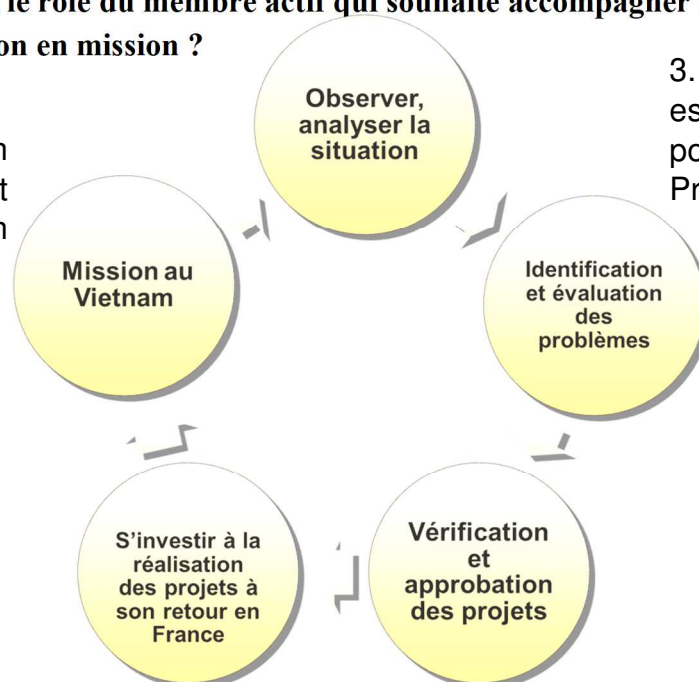 le rôle du membre actif qui souhaite accompagner
on en mission ?
Observer,
analyser la
situation
3.
es
po
Pr
n
t
n
Mission au
Vietnam
Identification
et évaluation
des
problèmes
S'investir à la
réalisation
des projets à
son retour en
France
Vérification
et
approbation
des projets